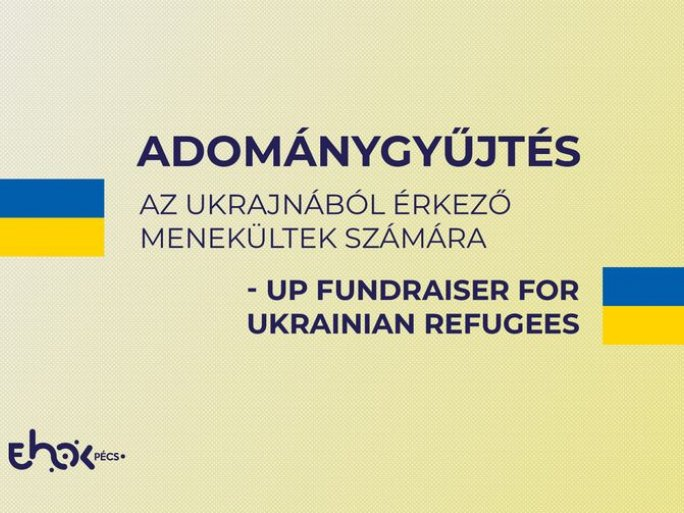 ADOMÁNYGYŰJTÉS
AZ UKRAJNÁBÓL ÉRKEZŐ
MENEKÜLTEK SZÁMÁRA
- UP FUNDRAISER FOR
UKRAINIAN REFUGEES
Ehök PÉCS